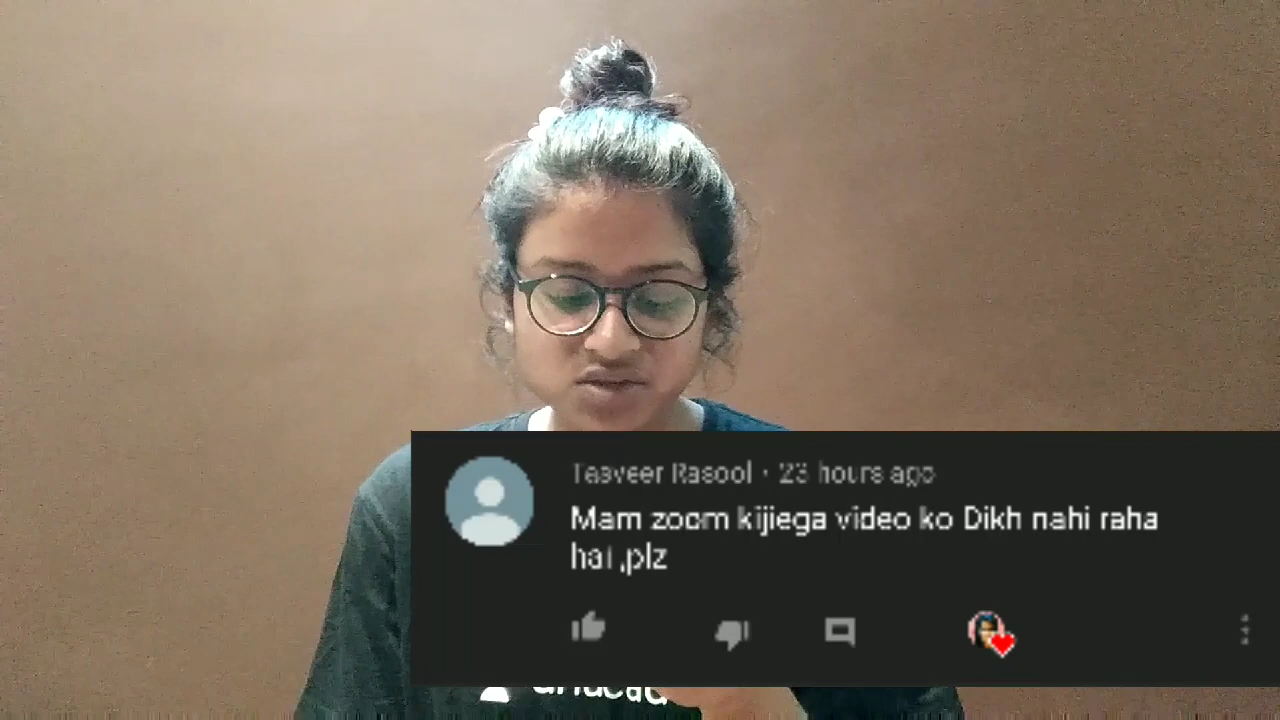 Tasveer Rasool · 23 hours ago
Mam zoom kijiega video ko Dikh nahi raha
hai ,plz